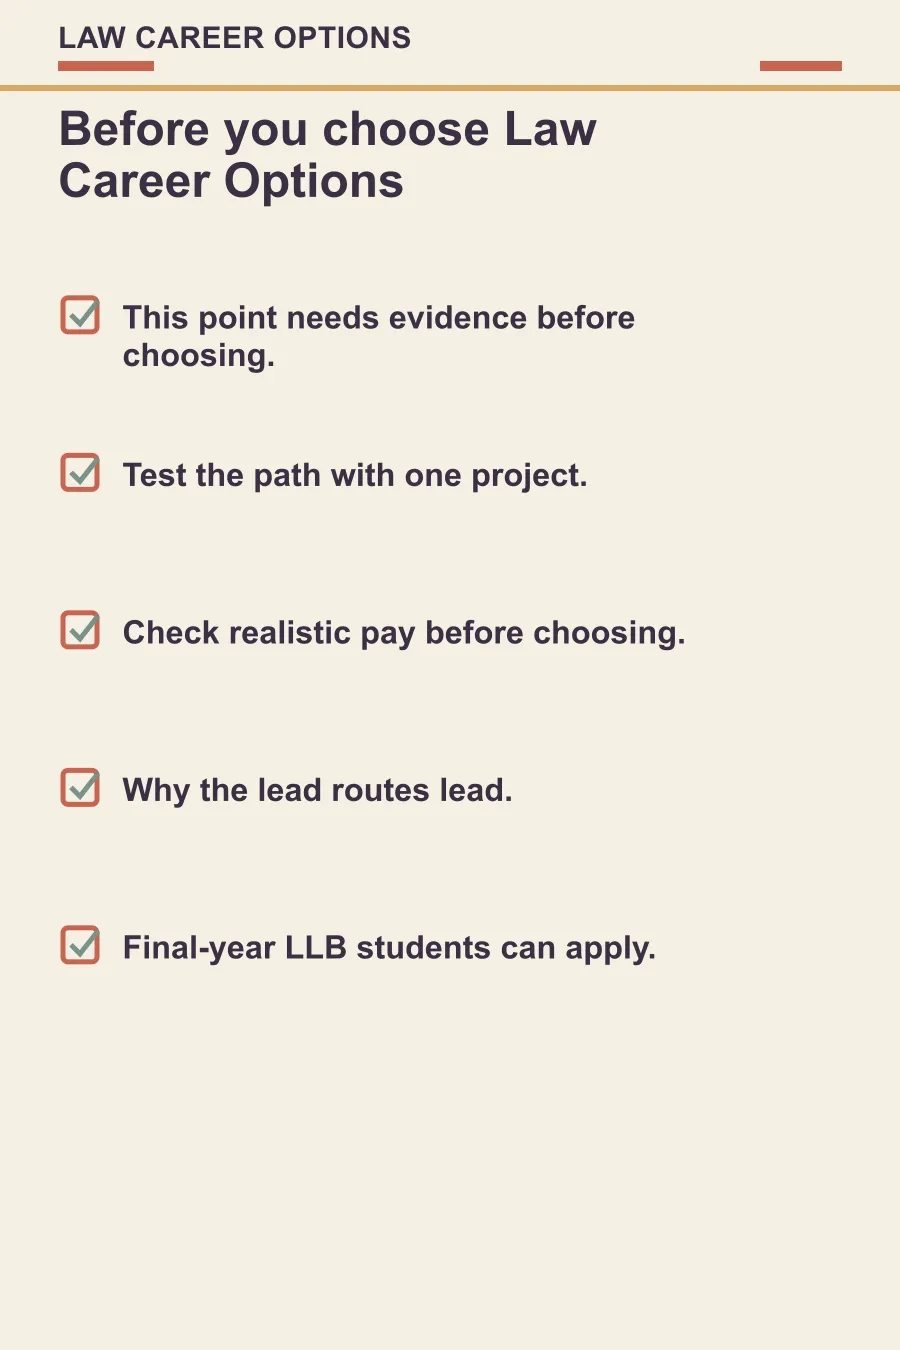 LAW CAREER OPTIONS
Before you choose Law
Career Options
This point needs evidence before
choosing.
Test the path with one project.
Check realistic pay before choosing.
Why the lead routes lead.
Final-year LLB students can apply.